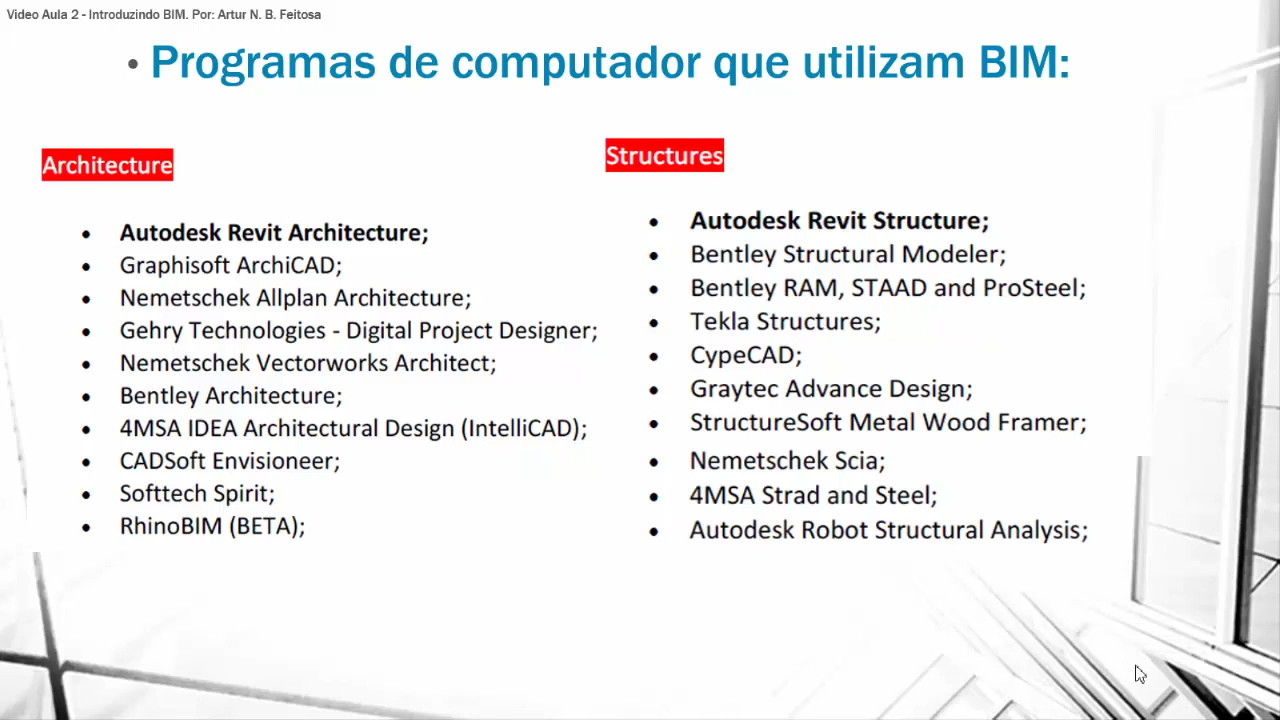 Video Aula 2 - Introduzindo BIM. Por: Artur N. B. Feitosa
• Programas de computador que utilizam BIM:
Architecture
• Autodesk Revit Architecture;
• Graphisoft ArchiCAD;
• Nemetschek Allplan Architecture;
• Gehry Technologies - Digital Project Designer;
• Nemetschek Vectorworks Architect;
• Bentley Architecture;
• 4MSA IDEA Architectural Design (IntelliCAD);
• CADSoft Envisioneer;
• Softtech Spirit;
• RhinoBIM (BETA);
Structures
• Autodesk Revit Structure;
• Bentley Structural Modeler;
• Bentley RAM, STAAD and ProSteel;
• Tekla Structures;
• CypeCAD;
• Graytec Advance Design;
• StructureSoft Metal Wood Framer;
• Nemetschek Scia;
• 4MSA Strad and Steel;
• Autodesk Robot Structural Analysis;